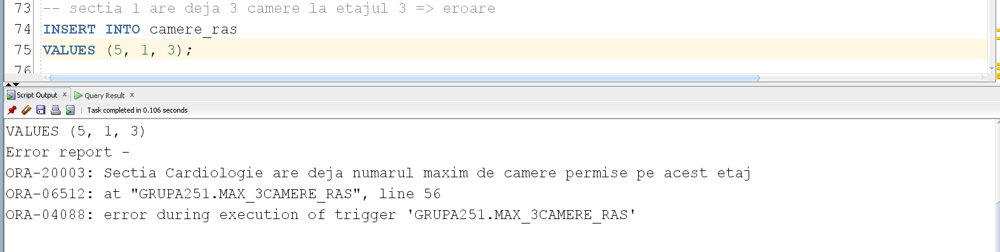 73 -- sectia 1 are deja 3 camere la etajul 3 => eroare
74 INSERT INTO camere_ras
75 VALUES (5, 1, 3);
76
Script Output x Query Result x
Task completed in 0.106 seconds
VALUES (5, 1, 3)
Error report -
ORA-20003: Sectia Cardiologie are deja numarul maxim de camere permise pe acest etaj
ORA-06512: at "GRUPA251.MAX_3CAMERE_RAS", line 56
ORA-04088: error during execution of trigger 'GRUPA251.MAX_3CAMERE_RAS'